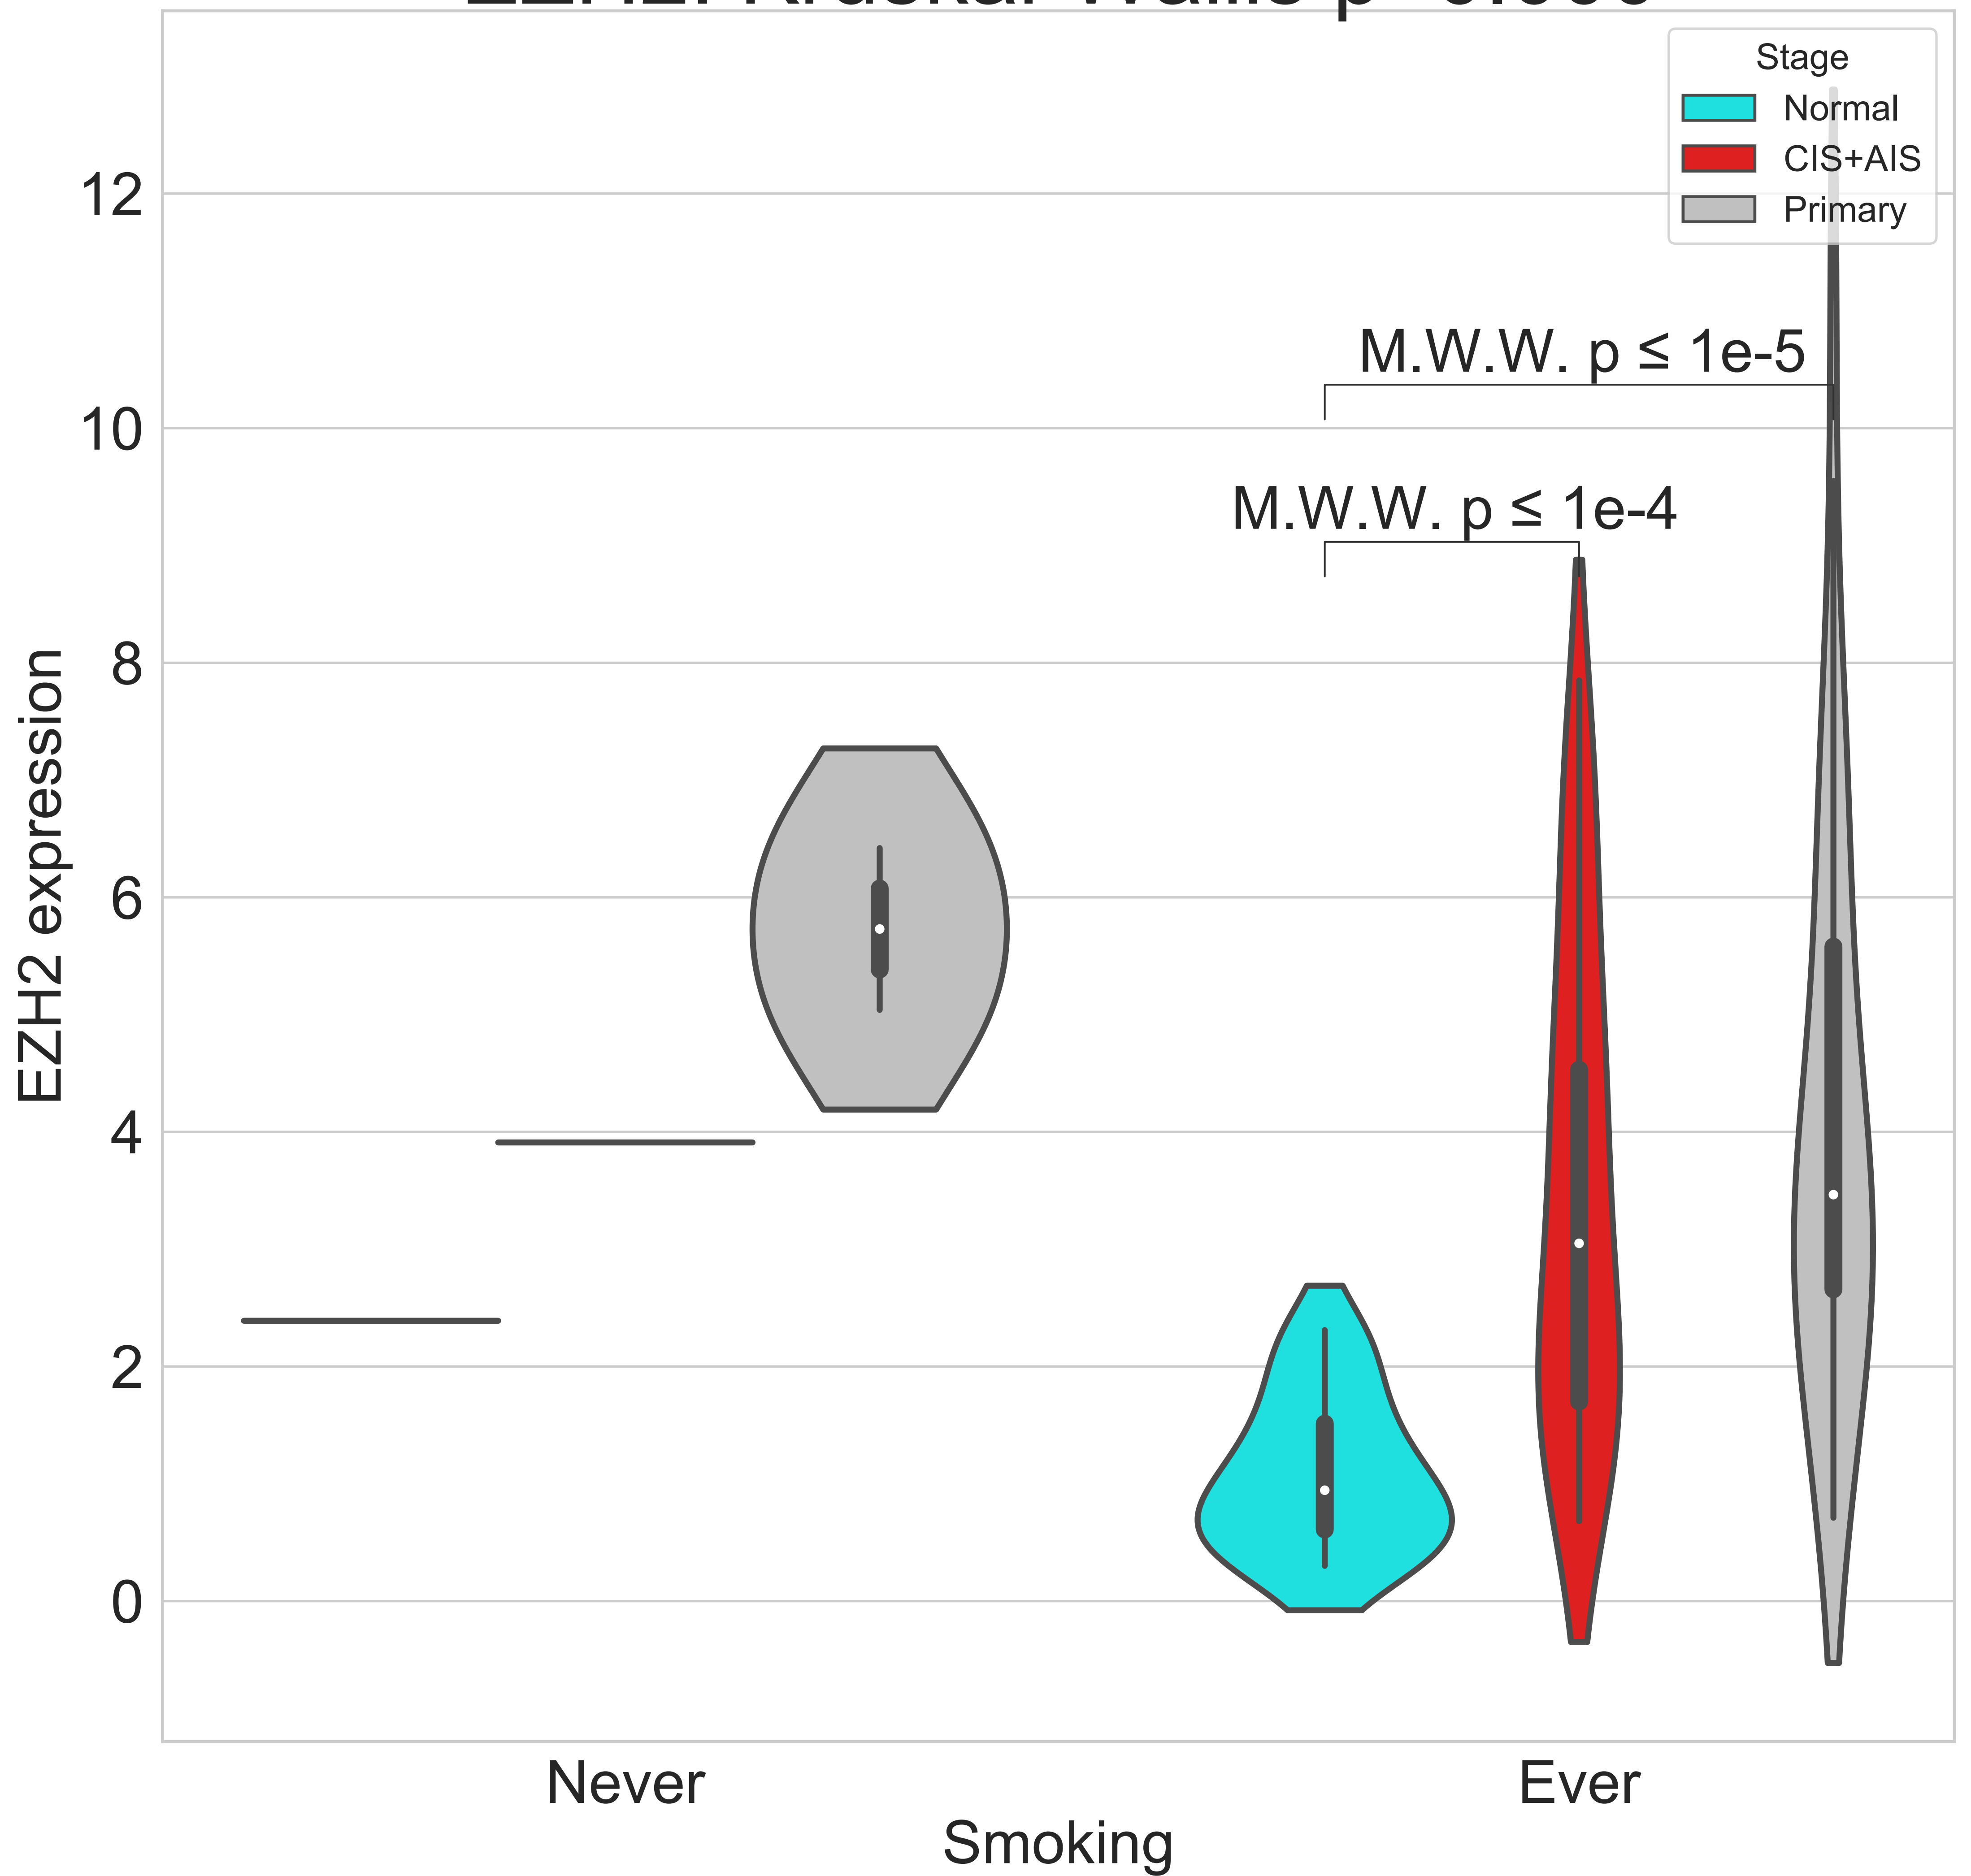 Stage
Normal
CIS+AIS
Primary
12
10
8
6
4
2
0
M.W.W. p ≤ 1e-5
M.W.W. p ≤ 1e-4
EZH2 expression
Never
Ever
Smoking